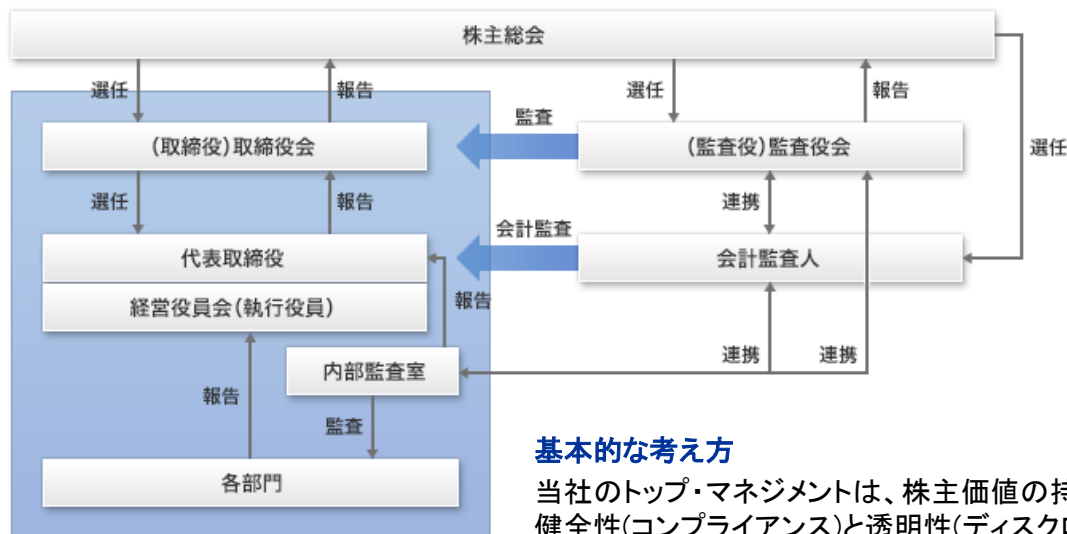 株主総会
選任
報告
選任
報告
選任
(取締役)取締役会
監査
(監査役)監査役会
選任
報告
連携
代表取締役
会計監査
会計監査人
経営役員会(執行役員)
報告
内部監査室
連携
連携
報告
監査
各部門
基本的な考え方
当社のトップ・マネジメントは、株主価値の持
健全性(コンプライアンス)と透明性(ディスク